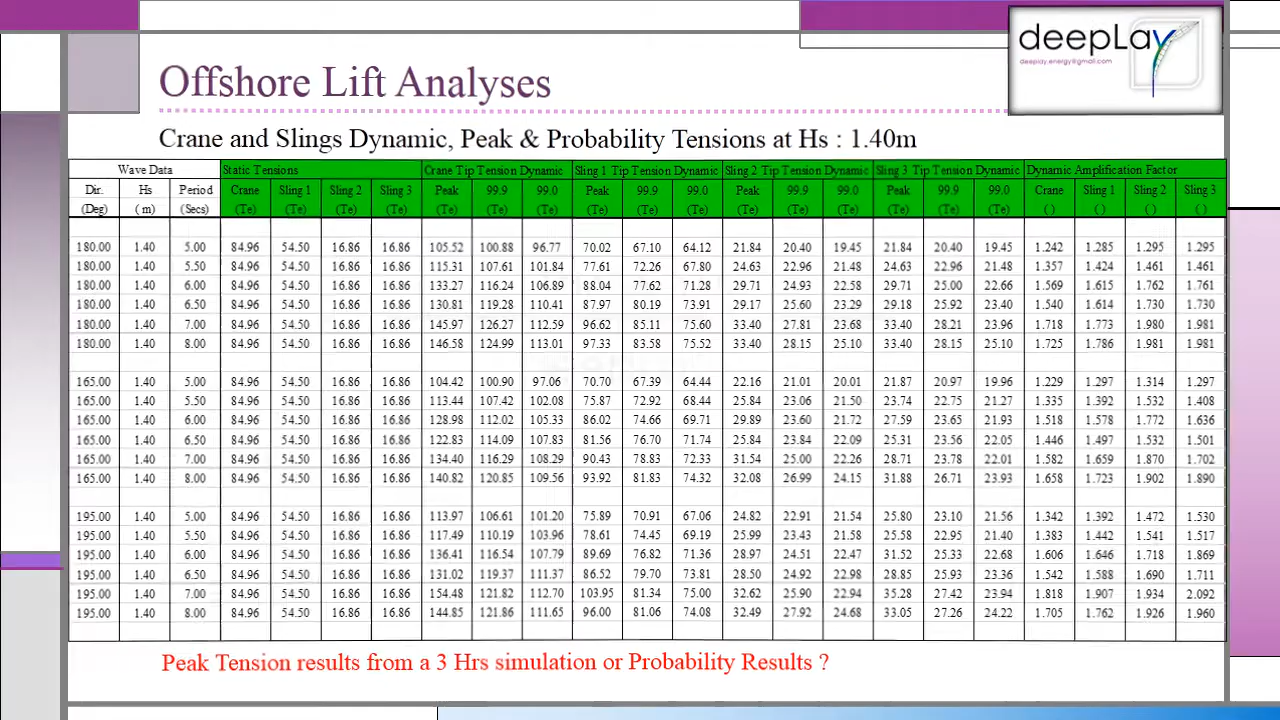 deepLay
deeplay.energy@gmail.com
Offshore Lift Analyses
Crane and Slings Dynamic, Peak & Probability Tensions at Hs : 1.40m
Wave Data Static Tensions Crane Tip Tension Dynamic Sling 1 Tip Tension Dynamic Sling 2 Tip Tension Dynamic Sling 3 Tip Tension Dynamic Dynamic Amplification Factor
Dir. Hs Period Crane Sling 1 Sling 2 Sling 3 Peak 99.9 99.0 Peak 99.9 99.0 Peak 99.9 99.0 Peak 99.9 99.0 Crane Sling 1 Sling 2 Sling 3
(Deg) ( m) (Secs) (Te) (Te) (Te) (Te) (Te) (Te) (Te) (Te) (Te) (Te) (Te) (Te) (Te) (Te) (Te) (Te) ( ) ( ) ( ) ( )
180.00 1.40 5.00 84.96 54.50 16.86 16.86 105.52 100.88 96.77 70.02 67.10 64.12 21.84 20.40 19.45 21.84 20.40 19.45 1.242 1.285 1.295 1.295
180.00 1.40 5.50 84.96 54.50 16.86 16.86 115.31 107.61 101.84 77.61 72.26 67.80 24.63 22.96 21.48 24.63 22.96 21.48 1.357 1.424 1.461 1.461
180.00 1.40 6.00 84.96 54.50 16.86 16.86 133.27 116.24 106.89 88.04 77.62 71.28 29.71 24.93 22.58 29.71 25.00 22.66 1.569 1.615 1.762 1.761
180.00 1.40 6.50 84.96 54.50 16.86 16.86 130.81 119.28 110.41 87.97 80.19 73.91 29.17 25.60 23.29 29.18 25.92 23.40 1.540 1.614 1.730 1.730
180.00 1.40 7.00 84.96 54.50 16.86 16.86 145.97 126.27 112.59 96.62 85.11 75.60 33.40 27.81 23.68 33.40 28.21 23.96 1.718 1.773 1.980 1.981
180.00 1.40 8.00 84.96 54.50 16.86 16.86 146.58 124.99 113.01 97.33 83.58 75.52 33.40 28.15 25.10 33.40 28.15 25.10 1.725 1.786 1.981 1.981
165.00 1.40 5.00 84.96 54.50 16.86 16.86 104.42 100.90 97.06 70.70 67.39 64.44 22.16 21.01 20.01 21.87 20.97 19.96 1.229 1.297 1.314 1.297
165.00 1.40 5.50 84.96 54.50 16.86 16.86 113.44 107.42 102.08 75.87 72.92 68.44 25.84 23.06 21.50 23.74 22.75 21.27 1.335 1.392 1.532 1.408
165.00 1.40 6.00 84.96 54.50 16.86 16.86 128.98 112.02 105.33 86.02 74.66 69.71 29.89 23.60 21.72 27.59 23.65 21.93 1.518 1.578 1.772 1.636
165.00 1.40 6.50 84.96 54.50 16.86 16.86 122.83 114.09 107.83 81.56 76.70 71.74 25.84 23.84 22.09 25.31 23.56 22.05 1.446 1.497 1.532 1.501
165.00 1.40 7.00 84.96 54.50 16.86 16.86 134.40 116.29 108.29 90.43 78.83 72.33 31.54 25.00 22.26 28.71 23.78 22.01 1.582 1.659 1.870 1.702
165.00 1.40 8.00 84.96 54.50 16.86 16.86 140.82 120.85 109.56 93.92 81.83 74.32 32.08 26.99 24.15 31.88 26.71 23.93 1.658 1.723 1.902 1.890
195.00 1.40 5.00 84.96 54.50 16.86 16.86 113.97 106.61 101.20 75.89 70.91 67.06 24.82 22.91 21.54 25.80 23.10 21.56 1.342 1.392 1.472 1.530
195.00 1.40 5.50 84.96 54.50 16.86 16.86 117.49 110.19 103.96 78.61 74.45 69.19 25.99 23.43 21.58 25.58 22.95 21.40 1.383 1.442 1.541 1.517
195.00 1.40 6.00 84.96 54.50 16.86 16.86 136.41 116.54 107.79 89.69 76.82 71.36 28.97 24.51 22.47 31.52 25.33 22.68 1.606 1.646 1.718 1.869
195.00 1.40 6.50 84.96 54.50 16.86 16.86 131.02 119.37 111.37 86.52 79.70 73.81 28.50 24.92 22.98 28.85 25.93 23.36 1.542 1.588 1.690 1.711
195.00 1.40 7.00 84.96 54.50 16.86 16.86 154.48 121.82 112.70 103.95 81.34 75.00 32.62 25.90 22.94 35.28 27.42 23.94 1.818 1.907 1.934 2.092
195.00 1.40 8.00 84.96 54.50 16.86 16.86 144.85 121.86 111.65 96.00 81.06 74.08 32.49 27.92 24.68 33.05 27.26 24.22 1.705 1.762 1.926 1.960
Peak Tension results from a 3 Hrs simulation or Probability Results ?